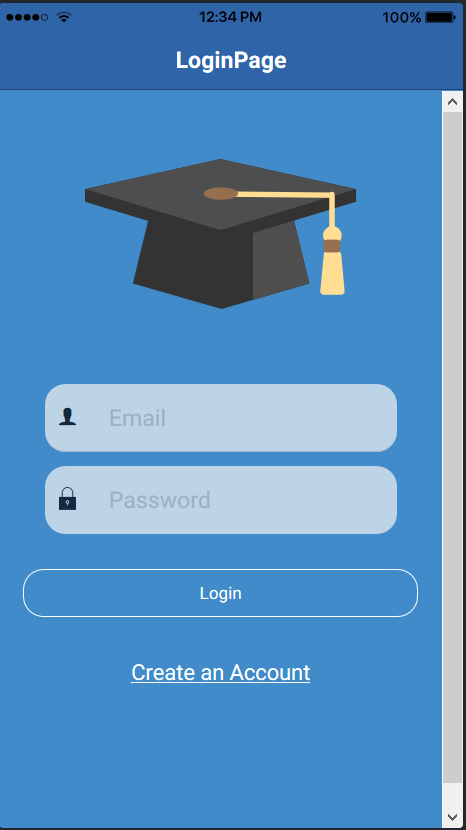 12:34 PM 100%
LoginPage
Email
Password
Login
Create an Account